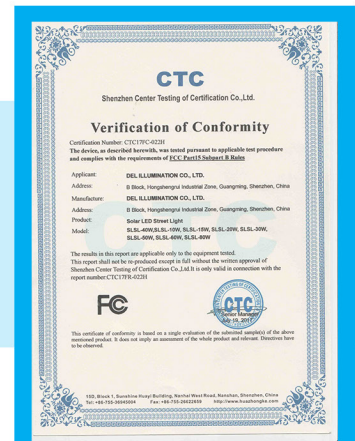 CTC
Shenzhen Center Testing of Certification Co.,Ltd.
Verification of Conformity
Certification Number: CTC17FC-022H
The device, as described herewith, was tested pursuant to applicable test procedure
and complies with the requirements of FCC Part15 Subpart B Rules
Applicant: DEL ILLUMINATION CO., LTD.
Address: B Block, Hongshengrui Industrial Zone, Guangming, Shenzhen, China
Manufacture: DEL ILLUMINATION CO., LTD.
Address: B Block, Hongshengrui Industrial Zone, Guangming, Shenzhen, China
Product: Solar LED Street Light
Model: SLSL-40W,SLSL-10W, SLSL-15W, SLSL-20W, SLSL-30W,
SLSL-50W, SLSL-60W, SLSL-80W
The results in this report are applicable only to the equipment tested.
This report shall not be re-produced except in full without the written approval of
Shenzhen Center Testing of Certification Co.,Ltd.It is only valid in connection with the
report number:CTC17FR-022H
FC
CTC
Senior Manager
July 19, 2017
This certificate of conformity is based on a single evaluation of the submitted sample(s) of the above
mentioned product. It does not imply an assessment of the whole product and relevant. Directives have
to be observed.
10D, Block 1, Sunshine Huayi Building, Nanhai West Road, Nanshan, Shenzhen, China
Tel: +86-755-36945004 Fax: +86-755-26022659 http://www.huazhongke.com